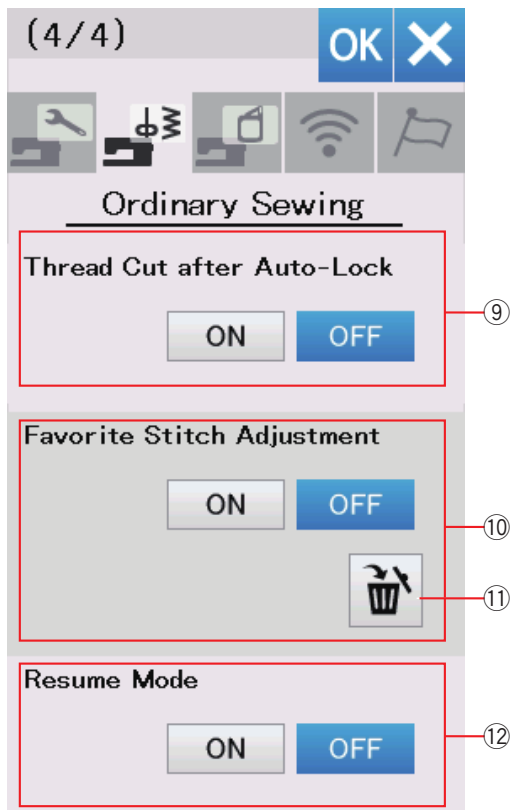 (4/4)
OK
Ordinary Sewing
Thread Cut after Auto-Lock
ON OFF
⑨
Favorite Stitch Adjustment
ON OFF
⑩
⑪
Resume Mode
ON OFF
⑫